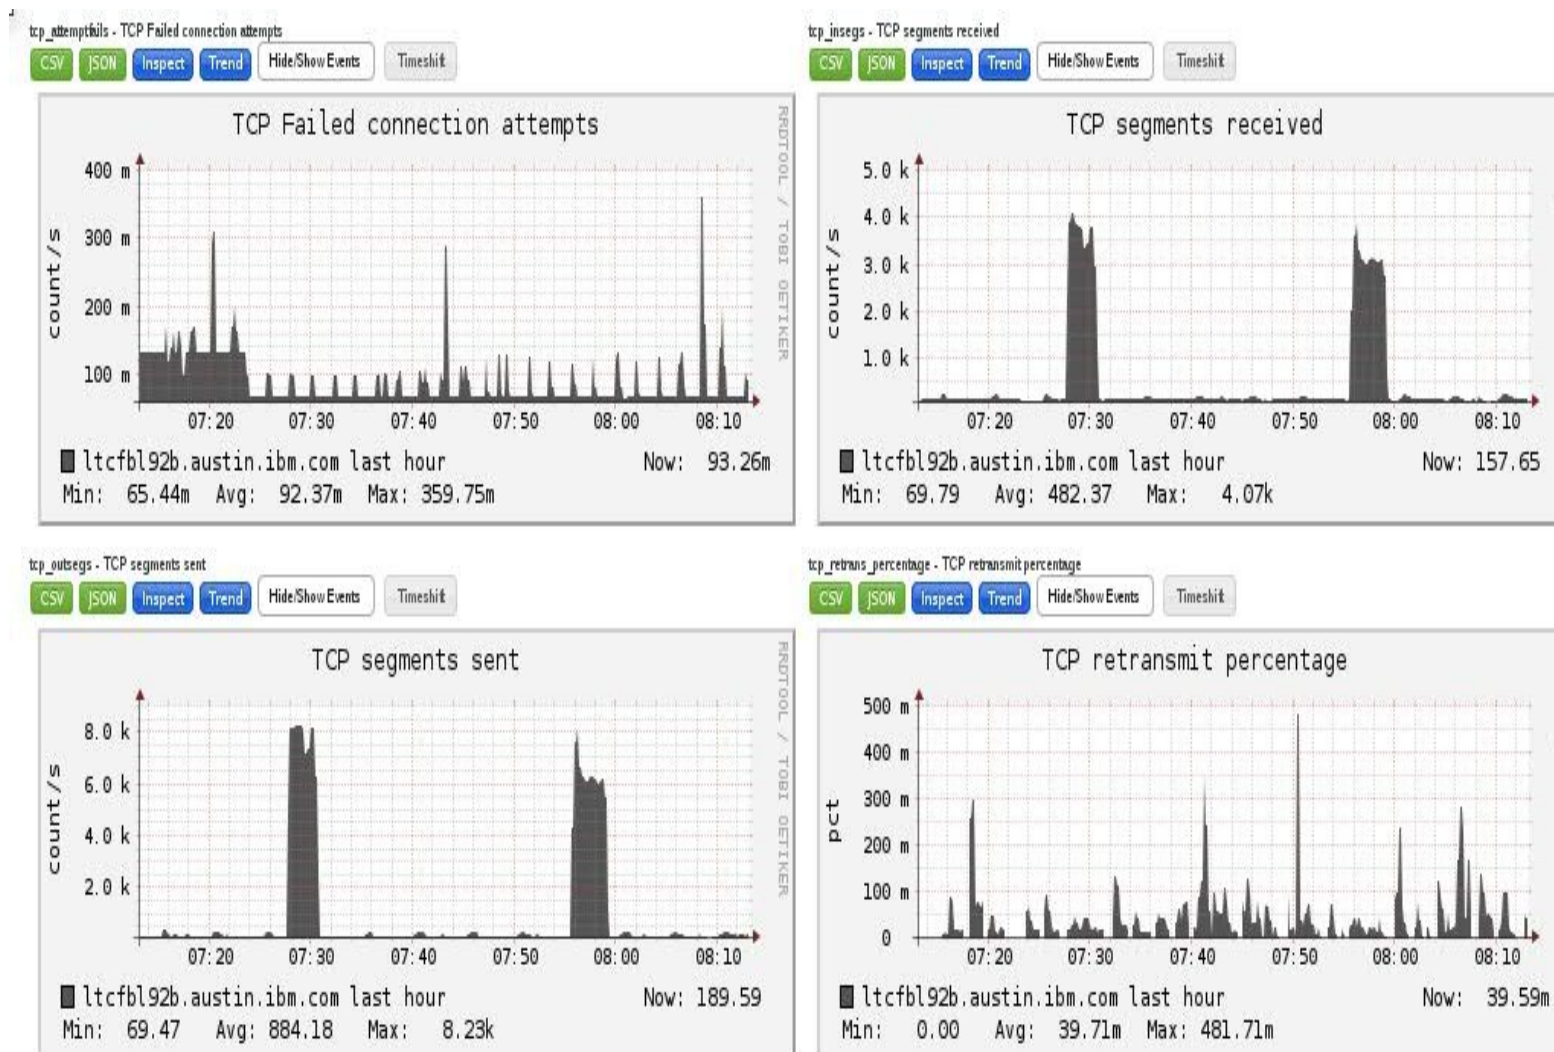 tcp_attemptfails - TCP Failed connection attempts
CSV JSON Inspect Trend Hide/Show Events Timeshift
TCP Failed connection attempts
400 m
300 m
200 m
100 m
count/s
07:20 07:30 07:40 07:50 08:00 08:10
ltcfbl92b.austin.ibm.com last hour Now: 93.26m
Min: 65.44m Avg: 92.37m Max: 359.75m
RRDTOOL / TOBI OETIKER
tcp_insegs - TCP segments received
CSV JSON Inspect Trend Hide/Show Events Timeshift
TCP segments received
5.0 k
4.0 k
3.0 k
2.0 k
1.0 k
count/s
07:20 07:30 07:40 07:50 08:00 08:10
ltcfbl92b.austin.ibm.com last hour Now: 157.65
Min: 69.79 Avg: 482.37 Max: 4.07k
tcp_outsegs - TCP segments sent
CSV JSON Inspect Trend Hide/Show Events Timeshift
TCP segments sent
8.0 k
6.0 k
4.0 k
2.0 k
count/s
07:20 07:30 07:40 07:50 08:00 08:10
ltcfbl92b.austin.ibm.com last hour Now: 189.59
Min: 69.47 Avg: 884.18 Max: 8.23k
RRDTOOL / TOBI OETIKER
tcp_retrans_percentage - TCP retransmit percentage
CSV JSON Inspect Trend Hide/Show Events Timeshift
TCP retransmit percentage
500 m
400 m
300 m
200 m
100 m
0
pct
07:20 07:30 07:40 07:50 08:00 08:10
ltcfbl92b.austin.ibm.com last hour Now: 39.59m
Min: 0.00 Avg: 39.71m Max: 481.71m